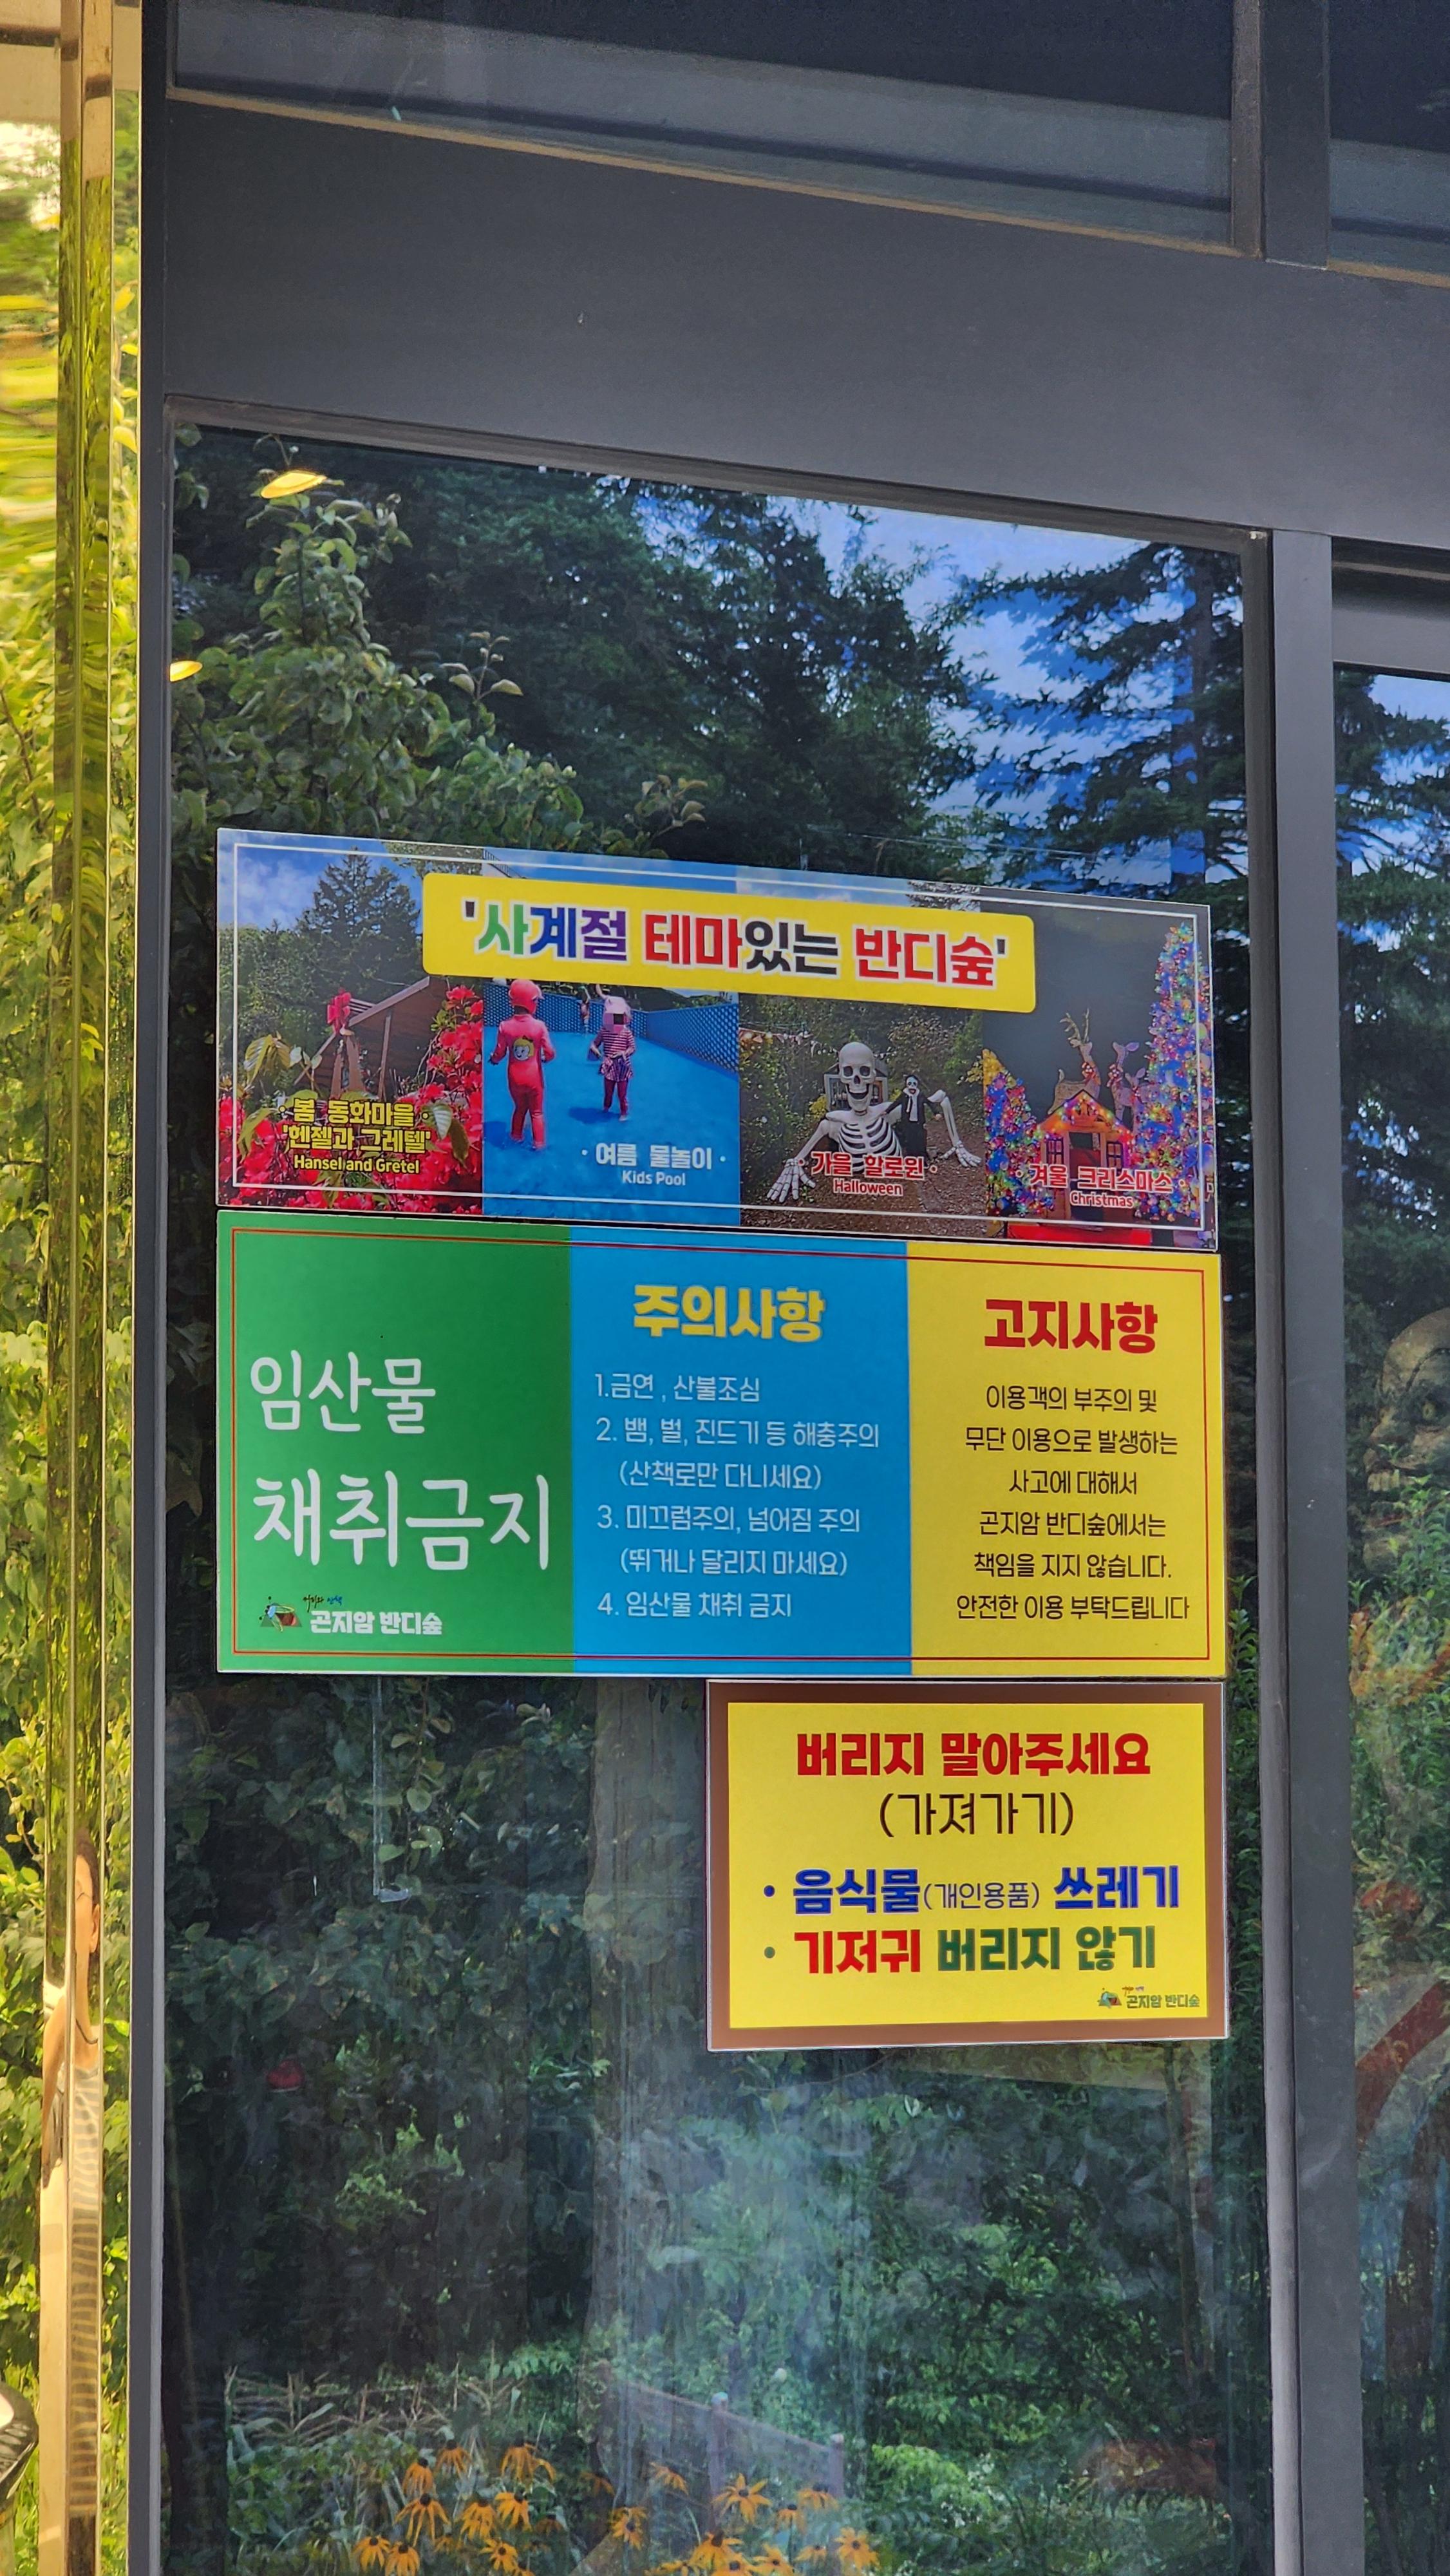 '사계절 테마있는 반디숲'
·봄 동화마을·
'헨젤과 그레텔'
Hansel and Gretel
·여름 물놀이·
Kids Pool
·가을 할로윈·
Halloween
·겨울 크리스마스·
Christmas
임산물
채취금지
곤지암 반디숲
주의사항
1.금연 , 산불조심
2. 뱀, 벌, 진드기 등 해충주의
(산책로만 다니세요)
3. 미끄럼주의, 넘어짐 주의
(뛰거나 달리지 마세요)
4. 임산물 채취 금지
고지사항
이용객의 부주의 및
무단 이용으로 발생하는
사고에 대해서
곤지암 반디숲에서는
책임을 지지 않습니다.
안전한 이용 부탁드립니다
버리지 말아주세요
(가져가기)
• 음식물(개인용품) 쓰레기
• 기저귀 버리지 않기
곤지암 반디숲